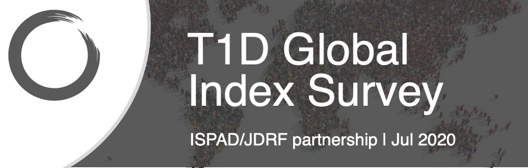 T1D Global
Index Survey
ISPAD/JDRF partnership | Jul 2020